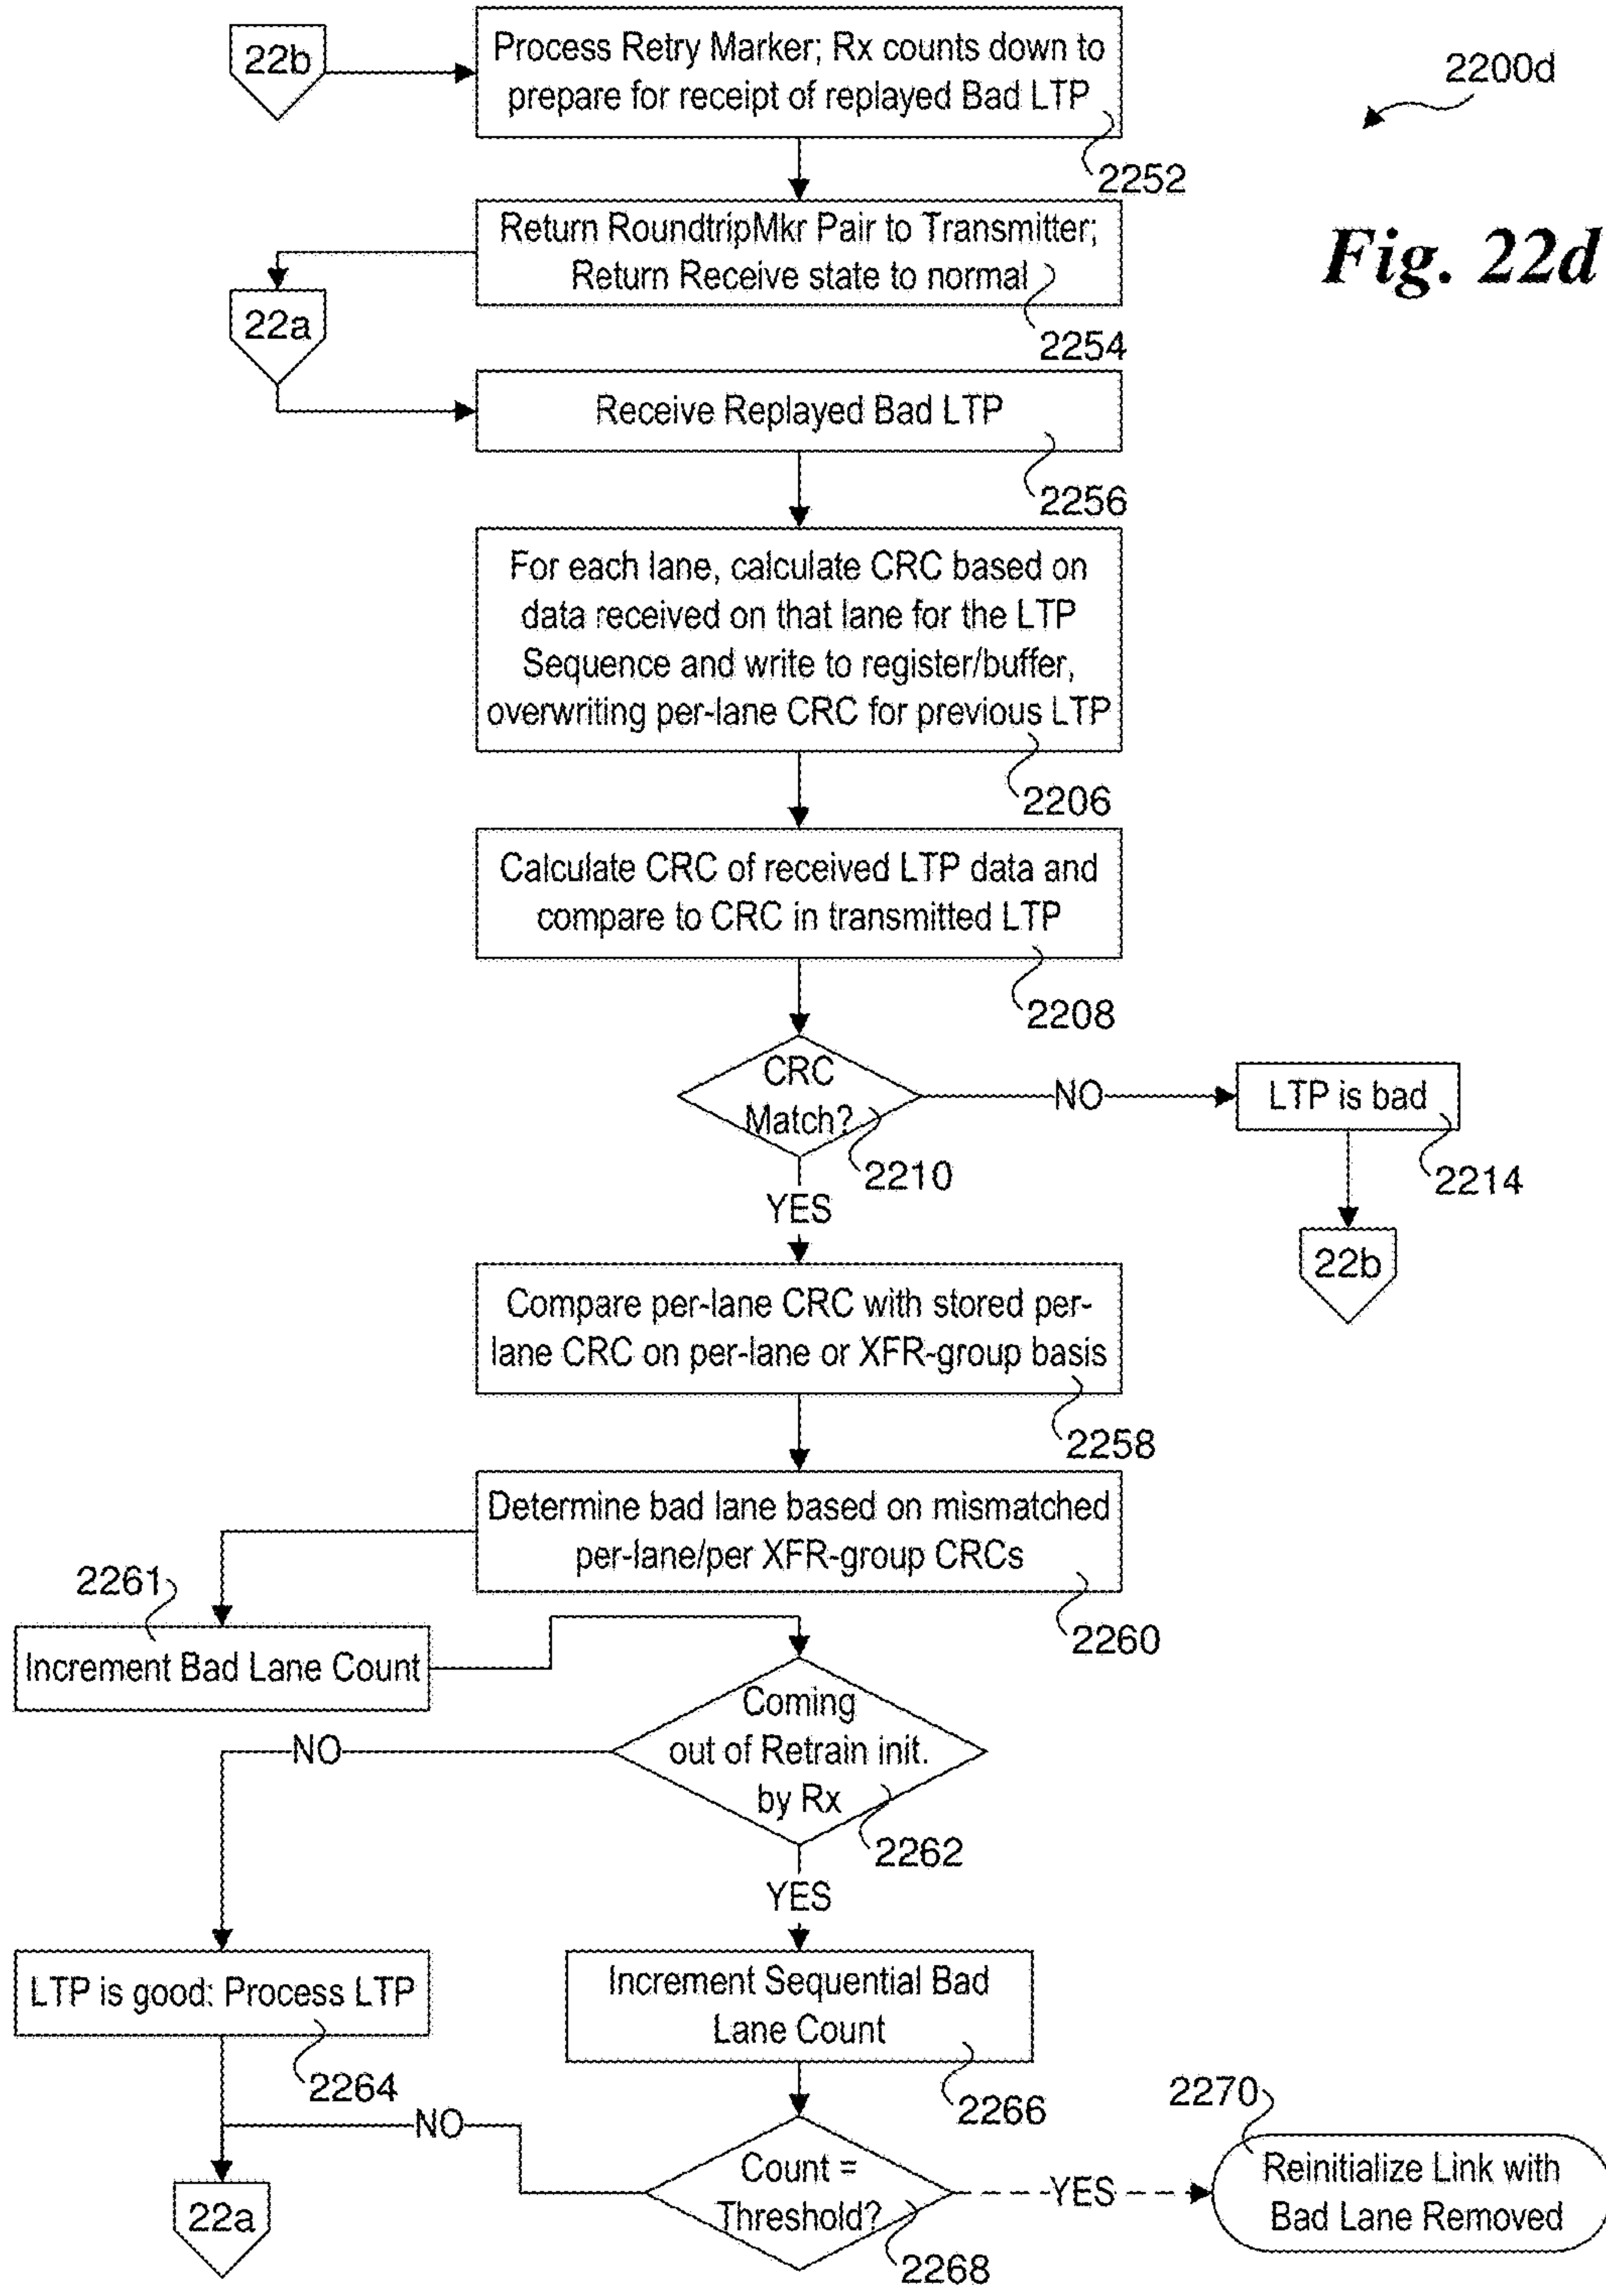 22b
Process Retry Marker; Rx counts down to
prepare for receipt of replayed Bad LTP
2252
2200d
Fig. 22d
Return RoundtripMkr Pair to Transmitter;
Return Receive state to normal
2254
22a
Receive Replayed Bad LTP
2256
For each lane, calculate CRC based on
data received on that lane for the LTP
Sequence and write to register/buffer,
overwriting per-lane CRC for previous LTP
2206
Calculate CRC of received LTP data and
compare to CRC in transmitted LTP
2208
CRC
Match?
2210
NO
LTP is bad
2214
22b
YES
Compare per-lane CRC with stored per-
lane CRC on per-lane or XFR-group basis
2258
Determine bad lane based on mismatched
per-lane/per XFR-group CRCs
2260
2261
Increment Bad Lane Count
Coming
out of Retrain init.
by Rx
2262
NO
YES
LTP is good: Process LTP
2264
Increment Sequential Bad
Lane Count
2266
NO
Count =
Threshold?
2268
YES
2270
Reinitialize Link with
Bad Lane Removed
22a